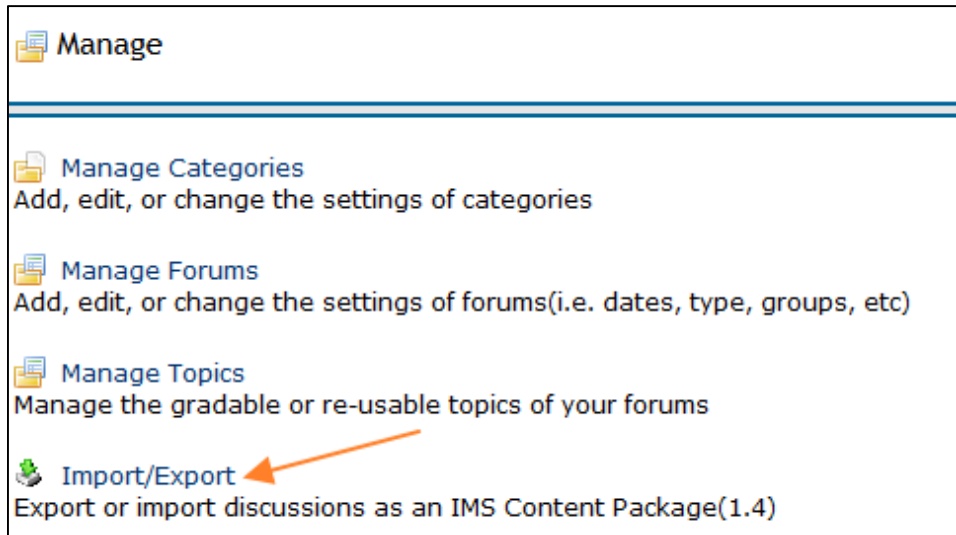 Manage
Manage Categories
Add, edit, or change the settings of categories
Manage Forums
Add, edit, or change the settings of forums(i.e. dates, type, groups, etc)
Manage Topics
Manage the gradable or re-usable topics of your forums
Import/Export
Export or import discussions as an IMS Content Package(1.4)